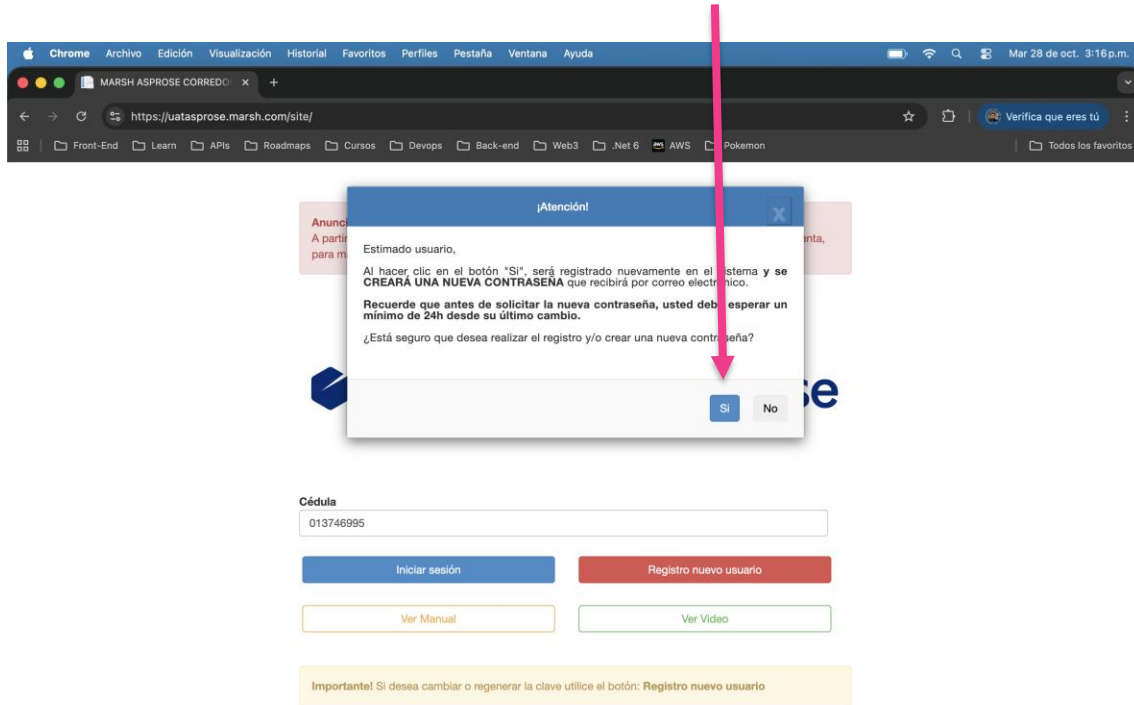 Chrome Archivo Edición Visualización Historial Favoritos Perfiles Pestaña Ventana Ayuda Mar 28 de oct. 3:16 p.m.
MARSH ASPROSE CORREDO
https://uatasprose.marsh.com/site/ Verifica que eres tú
Front-End Learn APIs Roadmaps Cursos Devops Back-end Web3 .Net 6 AWS Pokemon Todos los favoritos
¡Atención! X
Estimado usuario,
Al hacer clic en el botón "Si", será registrado nuevamente en el sistema y se
CREARÁ UNA NUEVA CONTRASEÑA que recibirá por correo electrónico.
Recuerde que antes de solicitar la nueva contraseña, usted debe esperar un
mínimo de 24h desde su último cambio.
¿Está seguro que desea realizar el registro y/o crear una nueva contraseña?
Si No
Cédula
013746995
Iniciar sesión Registro nuevo usuario
Ver Manual Ver Video
Importante! Si desea cambiar o regenerar la clave utilice el botón: Registro nuevo usuario